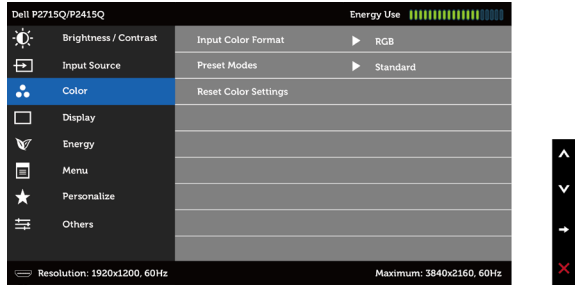 Dell P2715Q/P2415Q Energy Use
Brightness / Contrast Input Color Format RGB
Input Source Preset Modes Standard
Color Reset Color Settings
Display
Energy
Menu
Personalize
Others
Resolution: 1920x1200, 60Hz Maximum: 3840x2160, 60Hz